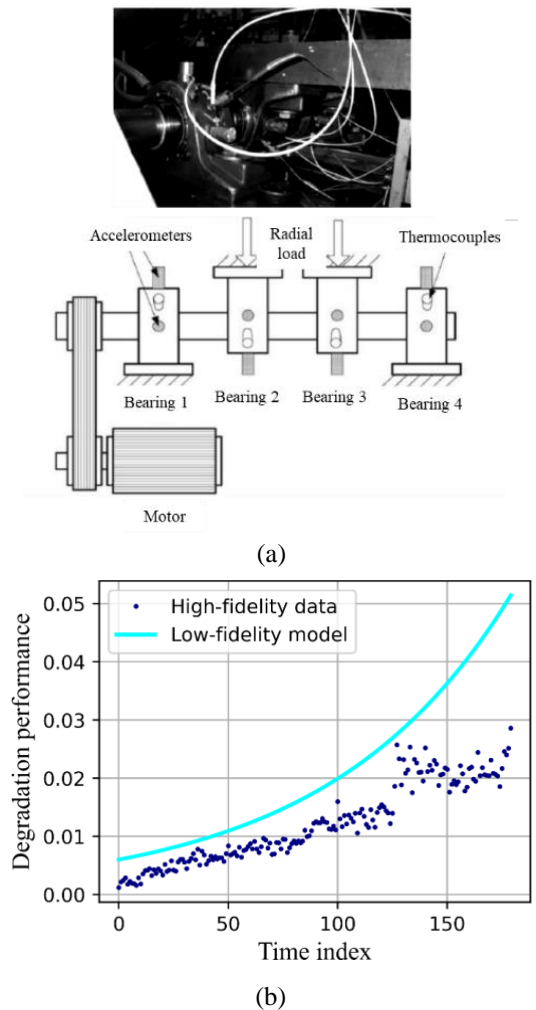 Accelerometers
Radial
load
Thermocouples
Bearing 1
Bearing 2
Bearing 3
Bearing 4
Motor
(a)
High-fidelity data
Low-fidelity model
Degradation performance
0.05
0.04
0.03
0.02
0.01
0.00
0
50
100
150
Time index
(b)